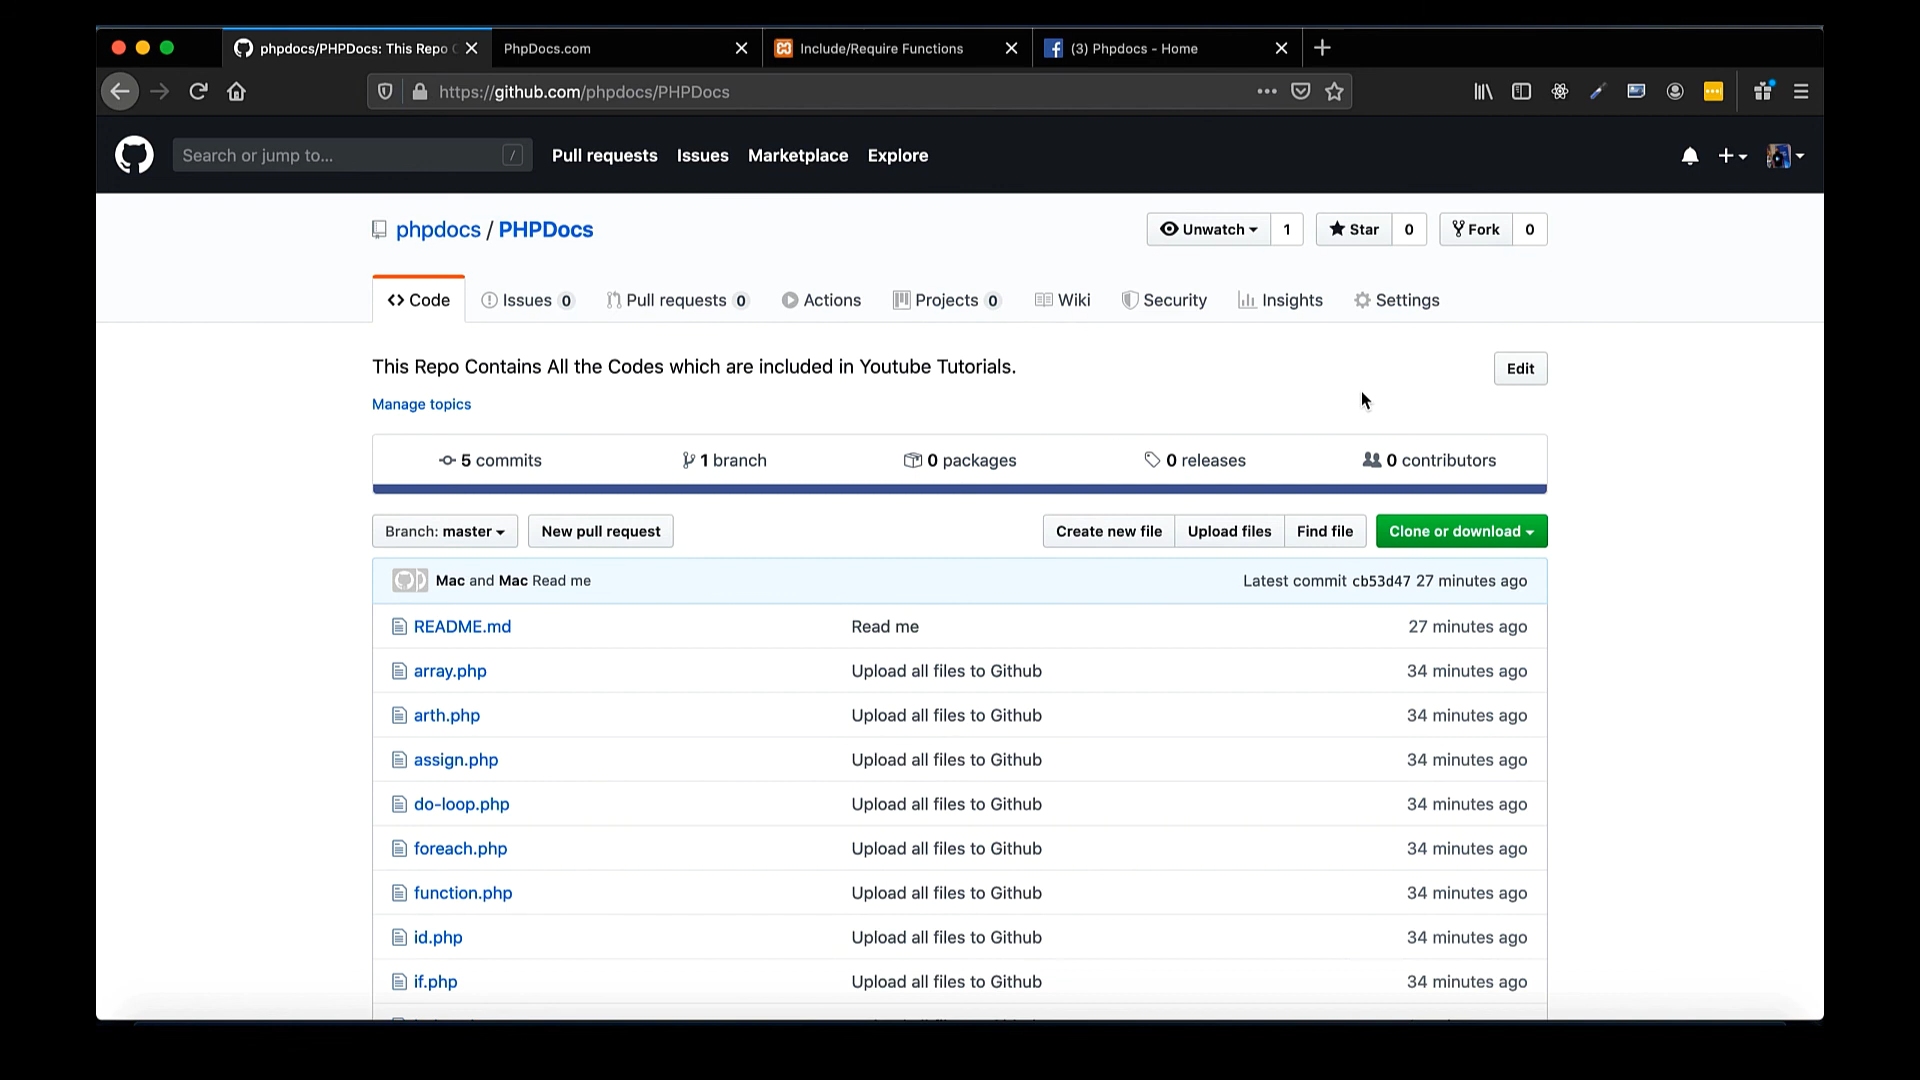 phpdocs/PHPDocs: This Repo
PhpDocs.com
Include/Require Functions
(3) Phpdocs - Home
https://github.com/phpdocs/PHPDocs
Search or jump to...
/
Pull requests
Issues
Marketplace
Explore
phpdocs / PHPDocs
Unwatch 1
Star 0
Fork 0
Code
Issues 0
Pull requests 0
Actions
Projects 0
Wiki
Security
Insights
Settings
This Repo Contains All the Codes which are included in Youtube Tutorials.
Edit
Manage topics
5 commits
1 branch
0 packages
0 releases
0 contributors
Branch: master
New pull request
Create new file
Upload files
Find file
Clone or download
Mac and Mac Read me
Latest commit cb53d47 27 minutes ago
README.md Read me 27 minutes ago
array.php Upload all files to Github 34 minutes ago
arth.php Upload all files to Github 34 minutes ago
assign.php Upload all files to Github 34 minutes ago
do-loop.php Upload all files to Github 34 minutes ago
foreach.php Upload all files to Github 34 minutes ago
function.php Upload all files to Github 34 minutes ago
id.php Upload all files to Github 34 minutes ago
if.php Upload all files to Github 34 minutes ago